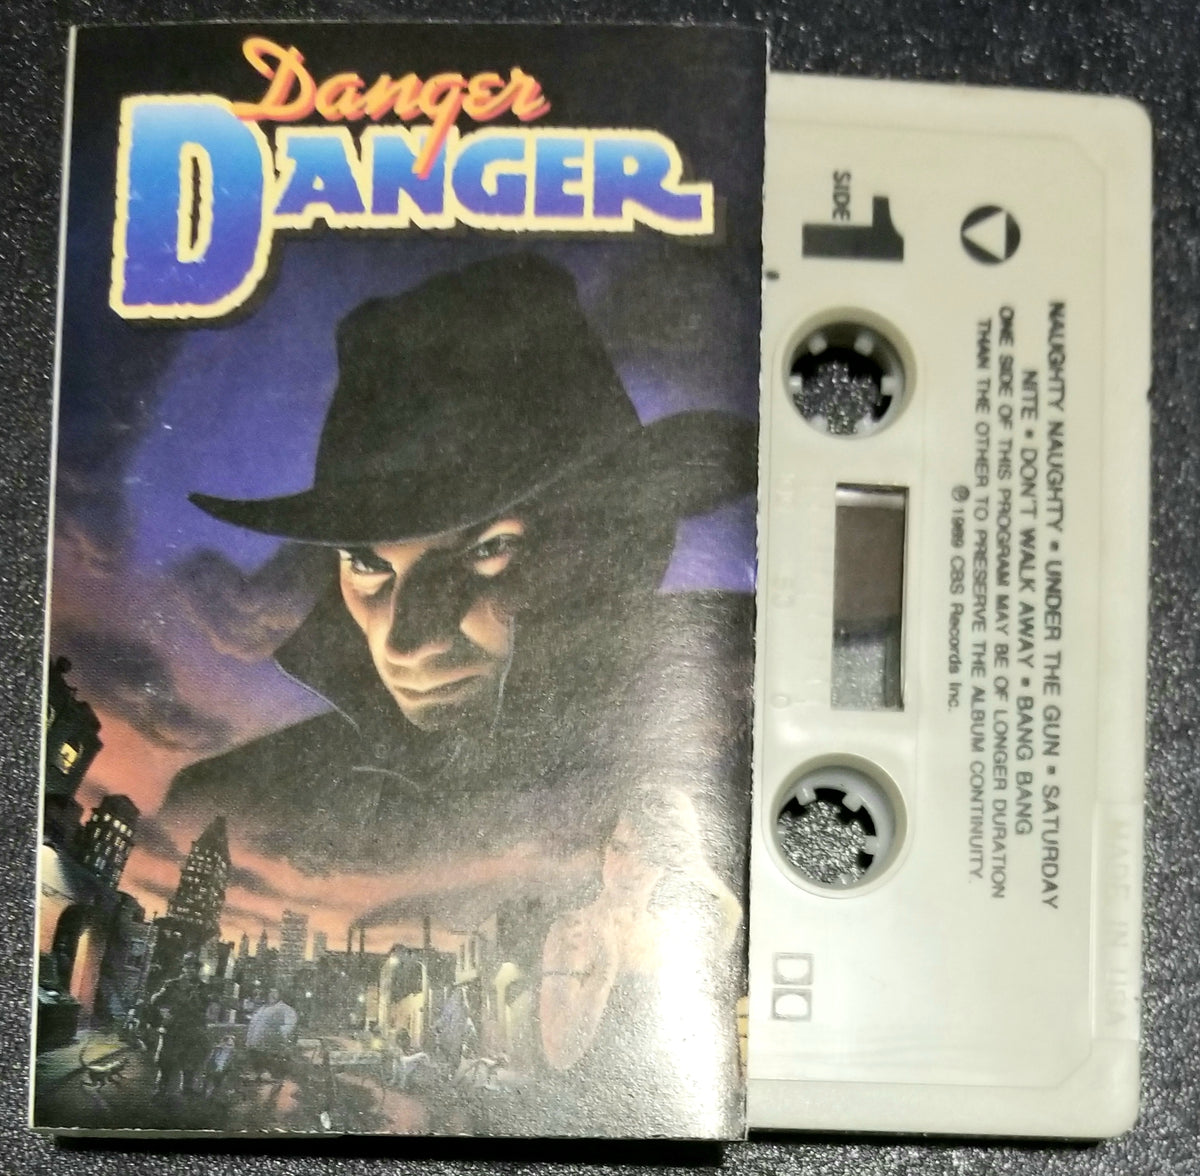 Danger
DANGER
SIDE
1
NAUGHTY NAUGHTY • UNDER THE GUN • SATURDAY
NITE • DON'T WALK AWAY • BANG BANG
ONE SIDE OF THIS PROGRAM MAY BE OF LONGER DURATION
THAN THE OTHER TO PRESERVE THE ALBUM CONTINUITY.
℗ 1989 CBS Records Inc.
MADE IN USA